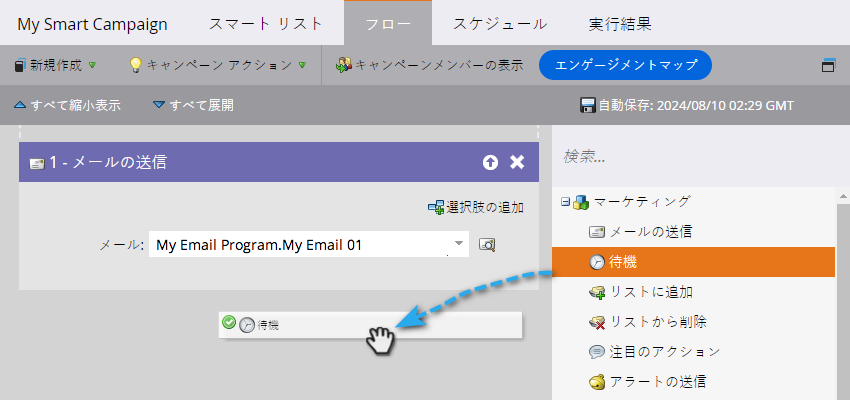 My Smart Campaign スマート リスト フロー スケジュール 実行結果
新規作成 キャンペーン アクション キャンペーンメンバーの表示 エンゲージメントマップ
すべて縮小表示 すべて展開 自動保存: 2024/08/10 02:29 GMT
1 - メールの送信
選択肢の追加
メール: My Email Program.My Email 01
待機
検索...
マーケティング
メールの送信
待機
リストに追加
リストから削除
注目のアクション
アラートの送信